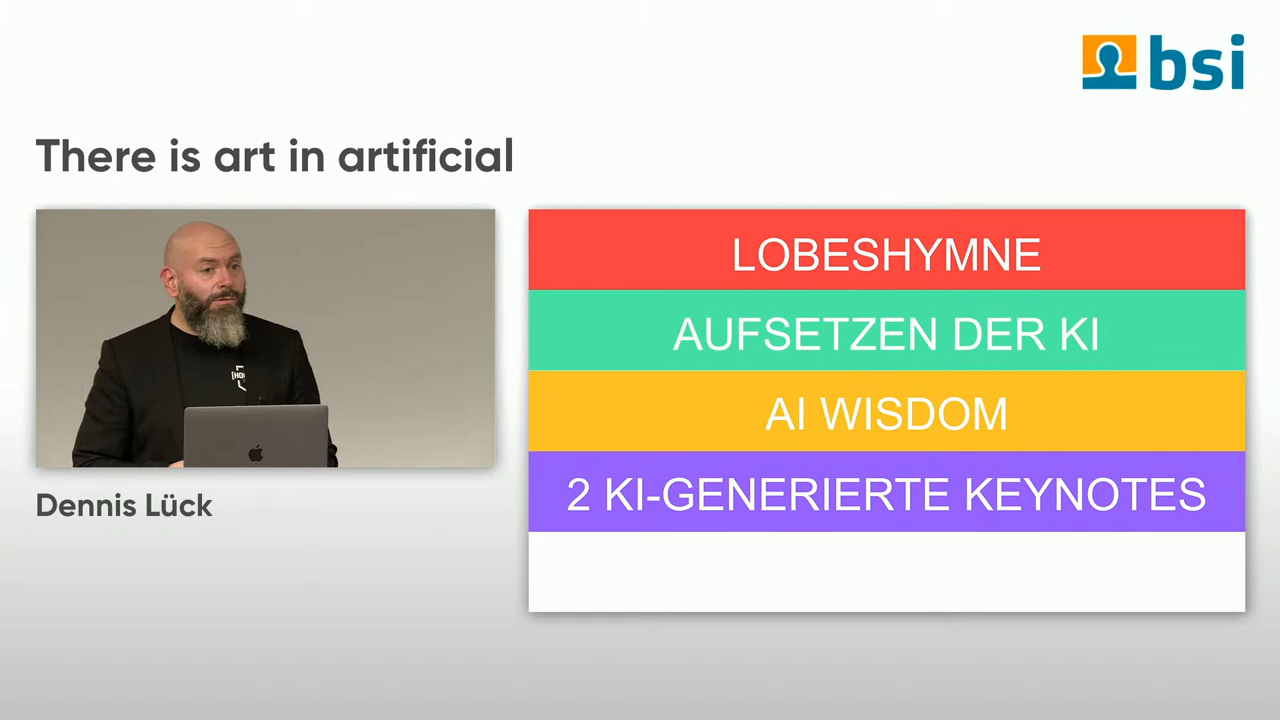 bsi
There is art in artificial
LOBESHYMNE
AUFSETZEN DER KI
AI WISDOM
2 KI-GENERIERTE KEYNOTES
Dennis Lück